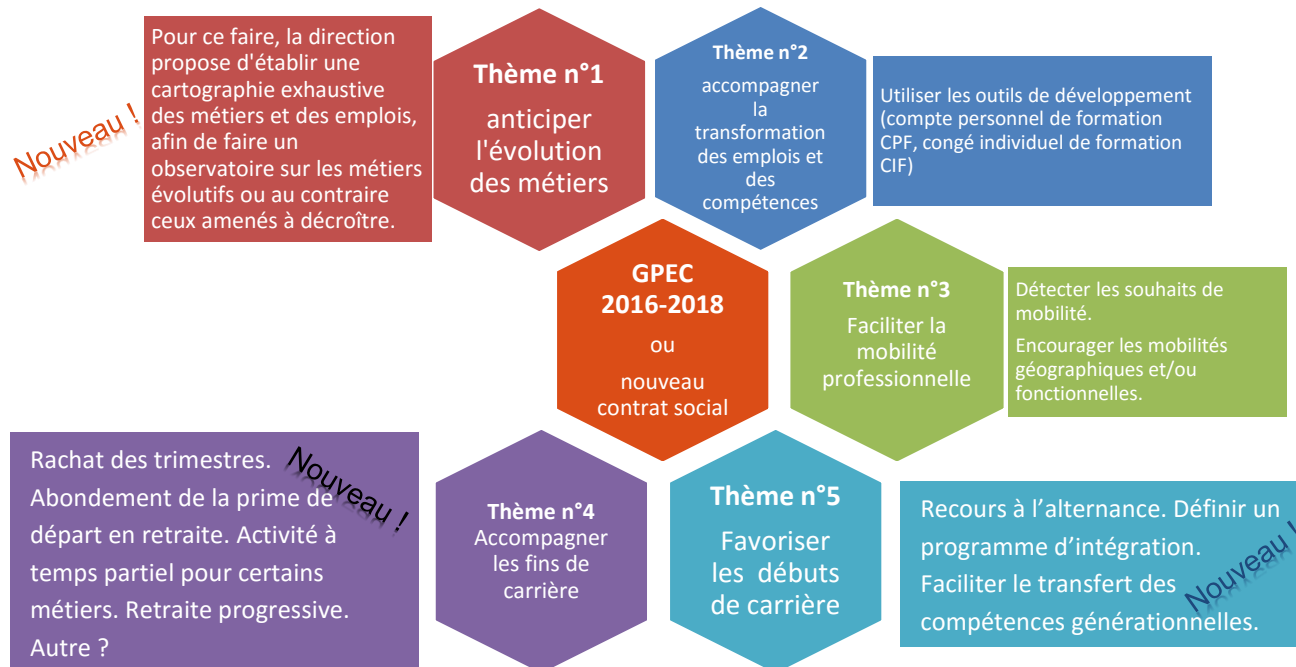 Nouveau !
Pour ce faire, la direction
propose d'établir une
cartographie exhaustive
des métiers et des emplois,
afin de faire un
observatoire sur les métiers
évolutifs ou au contraire
ceux amenés à décroître.
Thème n°1
anticiper
l'évolution
des métiers
Thème n°2
accompagner
la
transformation
des emplois et
des
compétences
Utiliser les outils de développement
(compte personnel de formation
CPF, congé individuel de formation
CIF)
GPEC
2016-2018
ou
nouveau
contrat social
Thème n°3
Faciliter la
mobilité
professionnelle
Détecter les souhaits de
mobilité.
Encourager les mobilités
géographiques et/ou
fonctionnelles.
Rachat des trimestres.
Abondement de la prime de
départ en retraite. Activité à
temps partiel pour certains
métiers. Retraite progressive.
Autre ?
Nouveau !
Thème n°4
Accompagner
les fins de
carrière
Thème n°5
Favoriser
les débuts
de carrière
Recours à l’alternance. Définir un
programme d’intégration.
Faciliter le transfert des
compétences générationnelles.
Nouveau !